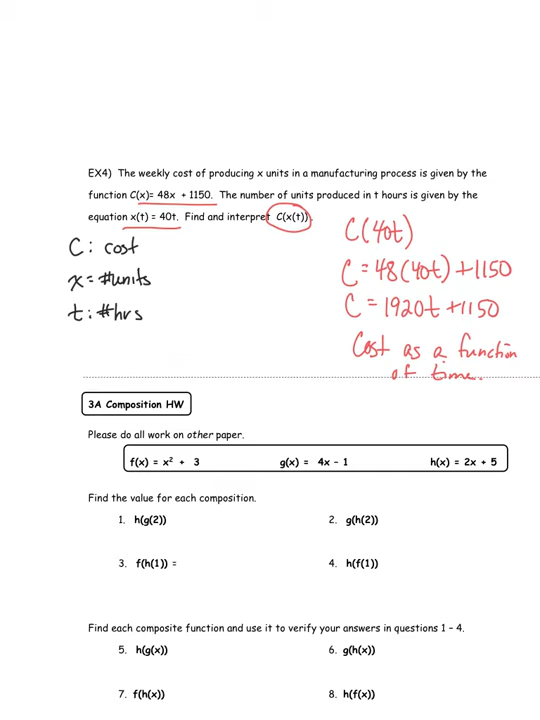 EX4) The weekly cost of producing x units in a manufacturing process is given by the
function C(x)= 48x + 1150. The number of units produced in t hours is given by the
equation x(t) = 40t. Find and interpret C(x(t)).
C: cost
x = #units
t: #hrs
C(40t)
C = 48(40t) + 1150
C = 1920t + 1150
Cost as a function
of time.
3A Composition HW
Please do all work on other paper.
f(x) = x² + 3 g(x) = 4x – 1 h(x) = 2x + 5
Find the value for each composition.
1. h(g(2)) 2. g(h(2))
3. f(h(1)) = 4. h(f(1))
Find each composite function and use it to verify your answers in questions 1 – 4.
5. h(g(x)) 6. g(h(x))
7. f(h(x)) 8. h(f(x))